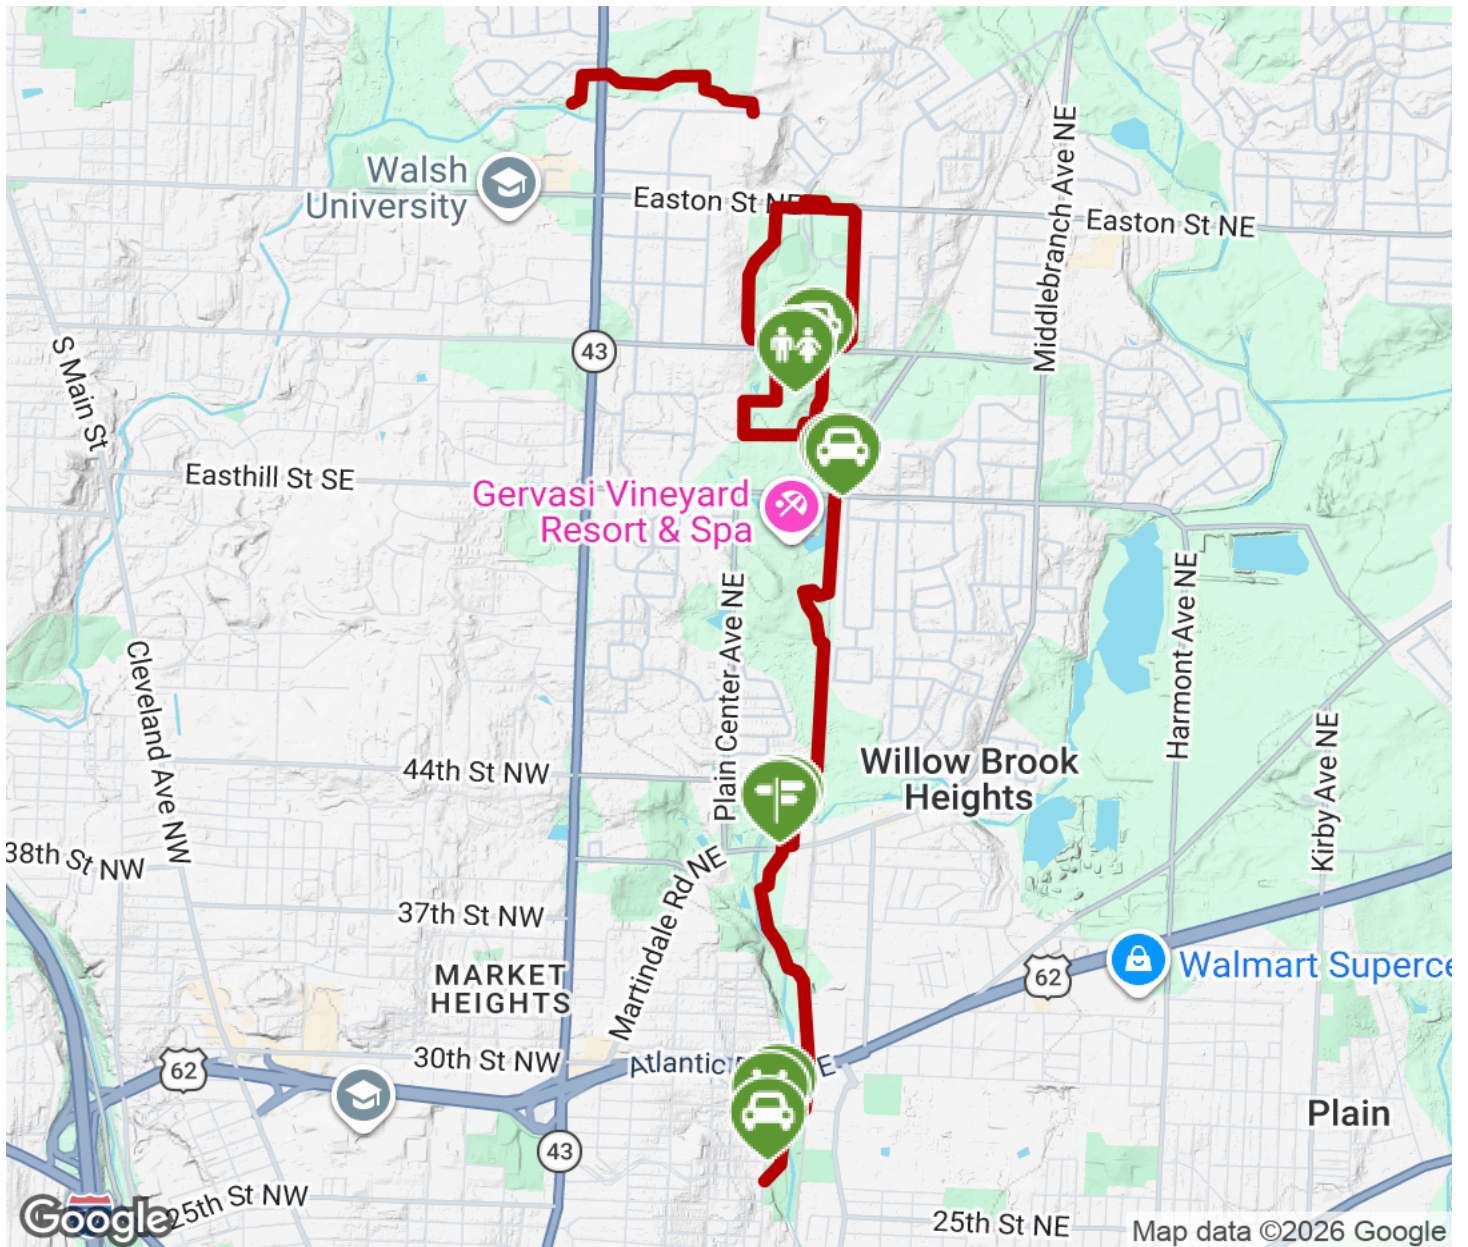 Walsh
University
Easton St NE
Easton St NE
Middlebranch Ave NE
43
S Main St
Easthill St SE
Gervasi Vineyard
Resort & Spa
Plain Center Ave NE
Harmont Ave NE
Cleveland Ave NW
44th St NW
Willow Brook
Heights
Kirby Ave NE
38th St NW
Martindale Rd NE
37th St NW
MARKET
HEIGHTS
62
Walmart Superce
30th St NW
Atlantic
E
62
Plain
43
25th St NW
25th St NE
Google
Map data ©2026 Google